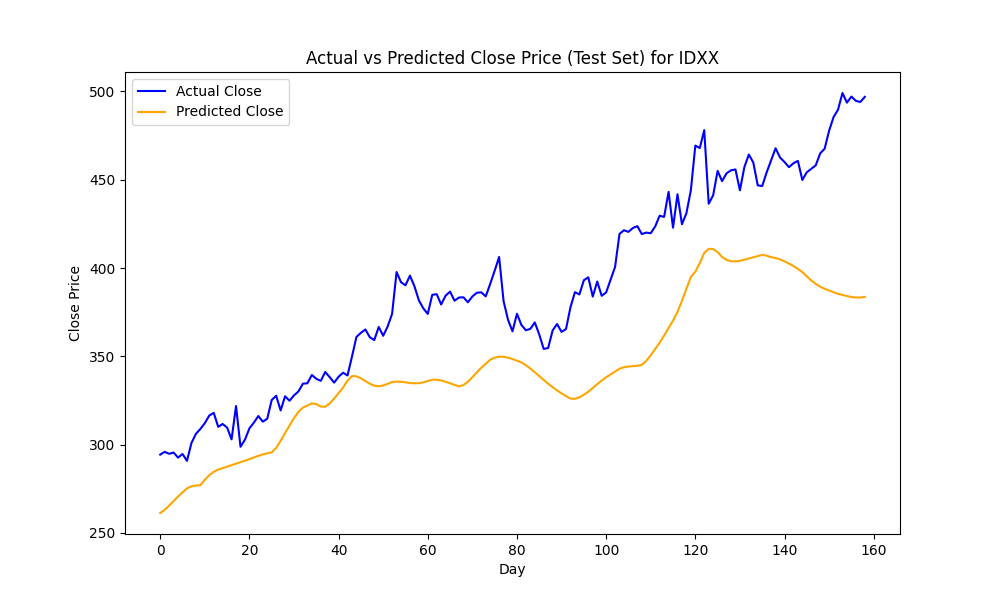 Actual vs Predicted Close Price (Test Set) for IDXX
Actual Close
Predicted Close
Close Price
500
450
400
350
300
250
0 20 40 60 80 100 120 140 160
Day